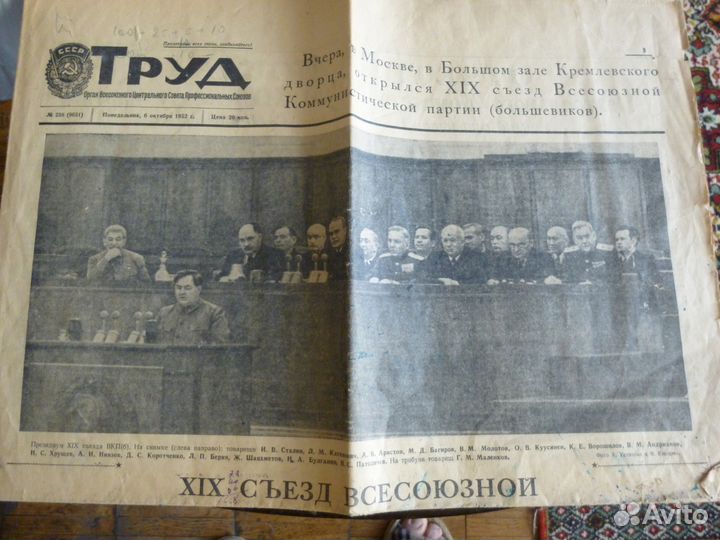 Пролетарии всех стран, соединяйтесь!
СССР
ТРУД
Орган Всесоюзного Центрального Совета Профессиональных Союзов
(9651) Понедельник, 6 октября 1952 г. Цена 20 коп.
Вчера, в Москве, в Большом зале Кремлевского
дворца, открылся XIX съезд Всесоюзной
Коммунистической партии (большевиков).
Президиум XIX съезда ВКП(б). На снимке (слева направо): товарищи И. В. Сталин, Л. М. Каганович, А. Б. Аристов, М. Д. Багиров, В. М. Молотов, О. В. Куусинен, К. Е. Ворошилов, В. М. Андрианов,
Н. С. Хрущев, А. И. Ниязов, Д. С. Коротченко, Л. П. Берия, Ж. Шаяхметов, Н. А. Булганин, Н. С. Патоличев. На трибуне товарищ Г. М. Маленков.
XIX СЪЕЗД ВСЕСОЮЗНОЙ
Avito